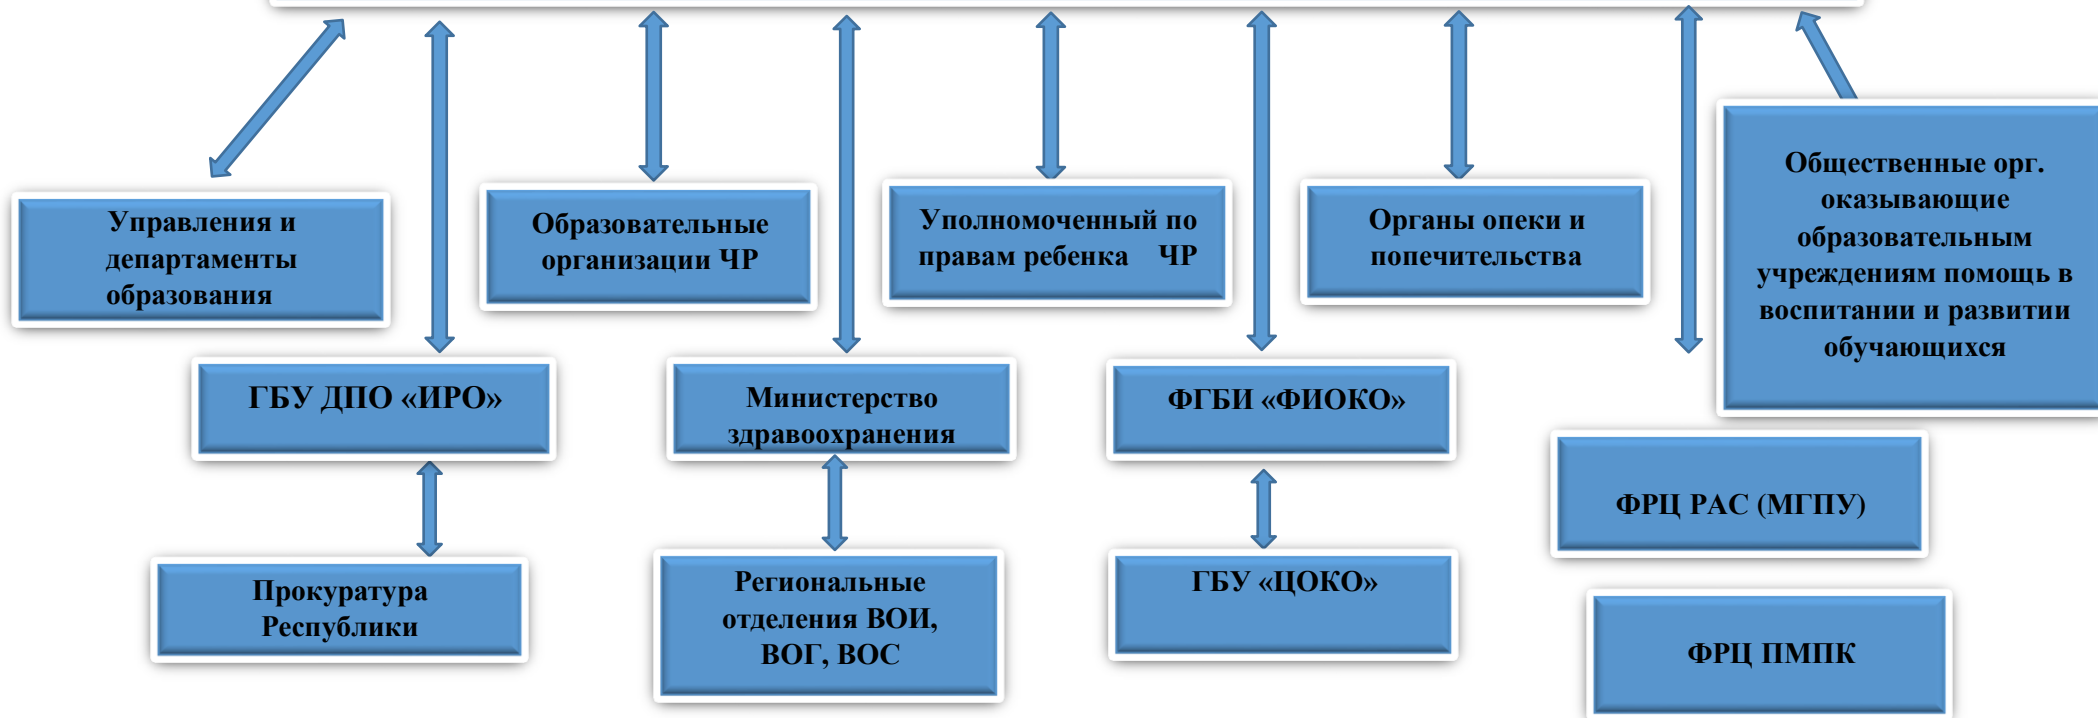 Управления и
департаменты
образования
Образовательные
организации ЧР
Уполномоченный по
правам ребенка ЧР
Органы опеки и
попечительства
Общественные орг.
оказывающие
образовательным
учреждениям помощь в
воспитании и развитии
обучающихся
ГБУ ДПО «ИРО»
Министерство
здравоохранения
ФГБИ «ФИОКО»
ФРЦ РАС (МГПУ)
Прокуратура
Республики
Региональные
отделения ВОИ,
ВОГ, ВОС
ГБУ «ЦОКО»
ФРЦ ПМПК